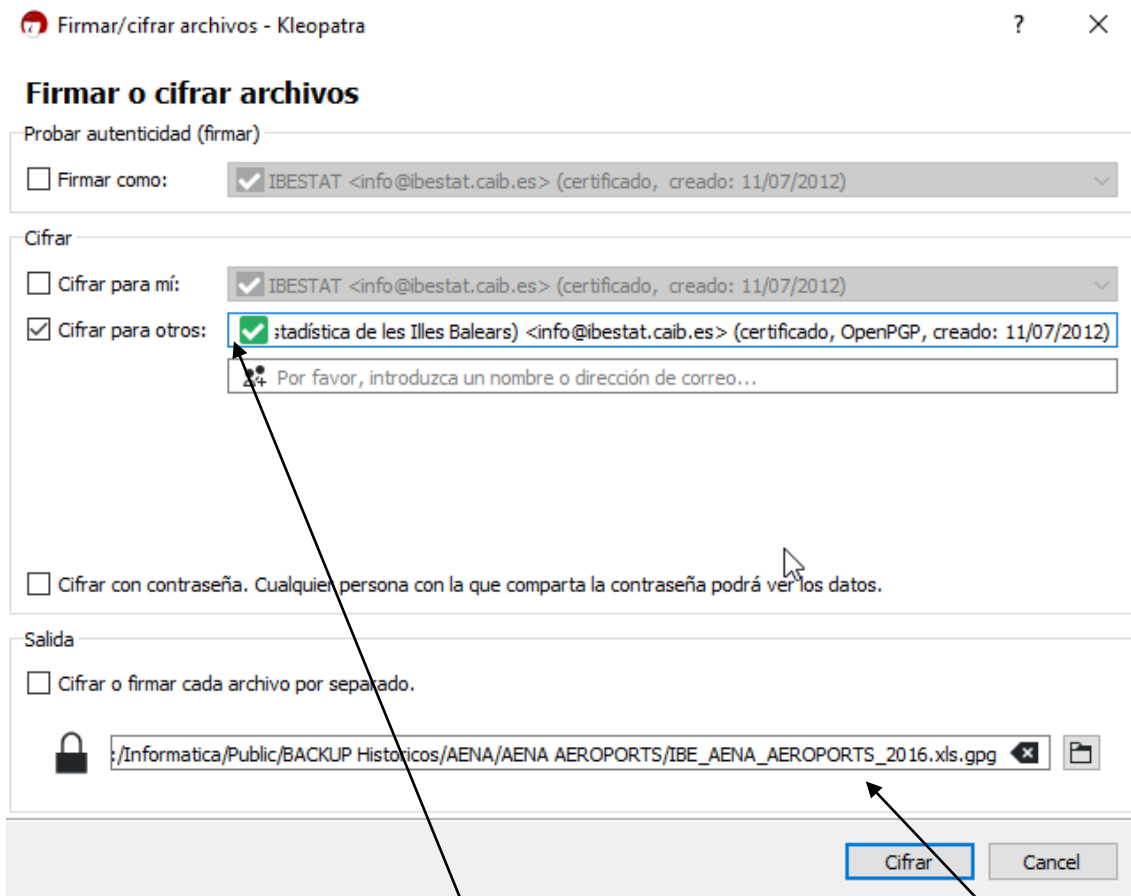 Firmar/cifrar archivos - Kleopatra ?
Firmar o cifrar archivos
Probar autenticidad (firmar)
Firmar como: IBESTAT <info@ibestat.caib.es> (certificado, creado: 11/07/2012)
Cifrar
Cifrar para mí: IBESTAT <info@ibestat.caib.es> (certificado, creado: 11/07/2012)
Cifrar para otros: stadística de les Illes Balears) <info@ibestat.caib.es> (certificado, OpenPGP, creado: 11/07/2012)
Por favor, introduzca un nombre o dirección de correo...
Cifrar con contraseña. Cualquier persona con la que comparta la contraseña podrá ver los datos.
Salida
Cifrar o firmar cada archivo por separado.
:/Informatica/Public/BACKUP Historicos/AENA/AENA AEROPORTS/IBE_AENA_AEROPORTS_2016.xls.gpg
Cifrar Cancel